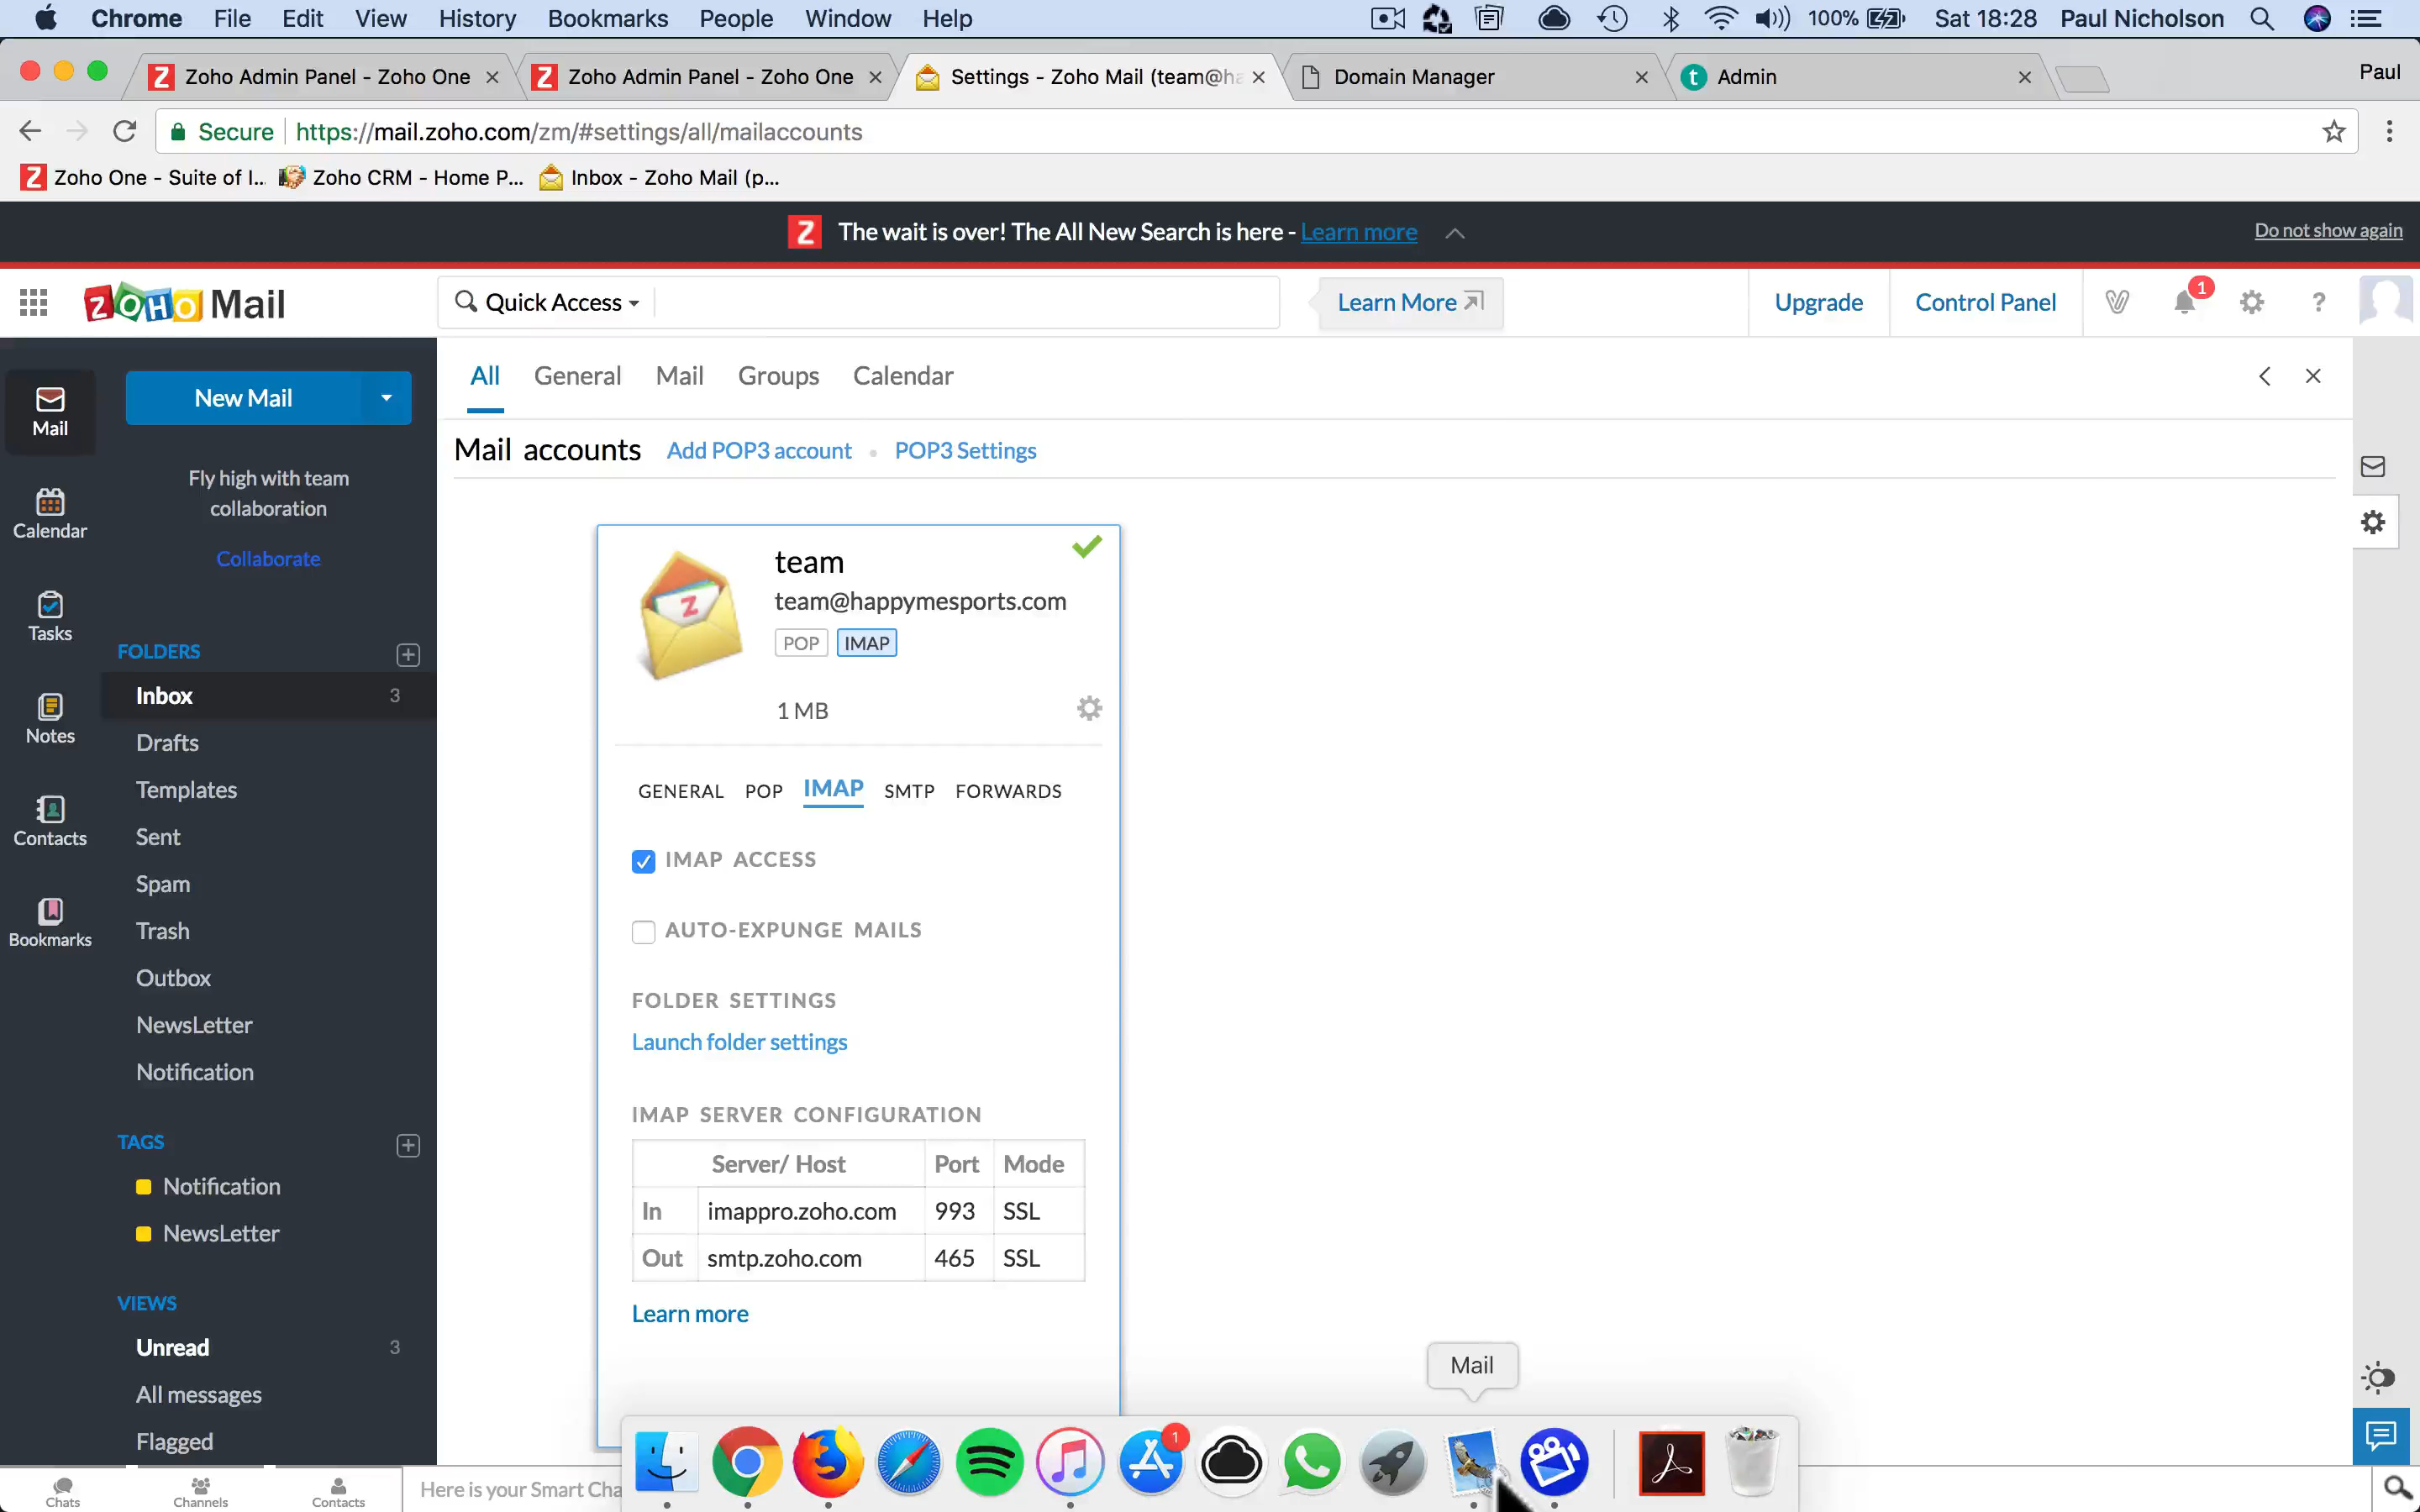 Chrome File Edit View History Bookmarks People Window Help 100% Sat 18:28 Paul Nicholson
Zoho Admin Panel - Zoho One Zoho Admin Panel - Zoho One Settings - Zoho Mail (team@ha Domain Manager Admin Paul
Secure https://mail.zoho.com/zm/#settings/all/mailaccounts
Zoho One - Suite of I... Zoho CRM - Home P... Inbox - Zoho Mail (p...
The wait is over! The All New Search is here - Learn more Do not show again
ZOHO Mail Quick Access Learn More Upgrade Control Panel 1 ?
All General Mail Groups Calendar
Mail
New Mail
Mail accounts Add POP3 account • POP3 Settings
Fly high with team
collaboration
Collaborate
Calendar
Tasks
Notes
Contacts
Bookmarks
FOLDERS
Inbox 3
Drafts
Templates
Sent
Spam
Trash
Outbox
NewsLetter
Notification
TAGS
Notification
NewsLetter
VIEWS
Unread 3
All messages
Flagged
team
team@happymesports.com
POP IMAP
1 MB
GENERAL POP IMAP SMTP FORWARDS
IMAP ACCESS
AUTO-EXPUNGE MAILS
FOLDER SETTINGS
Launch folder settings
IMAP SERVER CONFIGURATION
Server/ Host Port Mode
In imappro.zoho.com 993 SSL
Out smtp.zoho.com 465 SSL
Learn more
Mail
1
Chats Channels Contacts Here is your Smart Cha